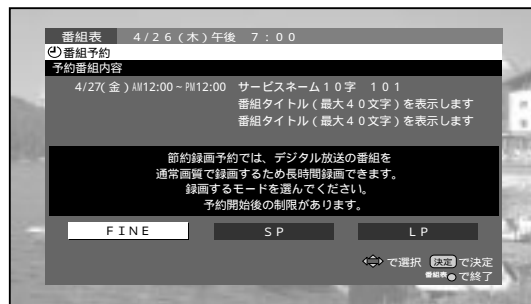 番組表 4/26(木)午後 7:00
番組予約
予約番組内容
4/27(金)AM12:00~PM12:00 サービスネーム10字 101
番組タイトル(最大40文字)を表示します
番組タイトル(最大40文字)を表示します
節約録画予約では、デジタル放送の番組を
通常画質で録画するため長時間録画できます。
録画するモードを選んでください。
予約開始後の制限があります。
FINE SP LP
で選択 決定 で決定
番組表 で終了